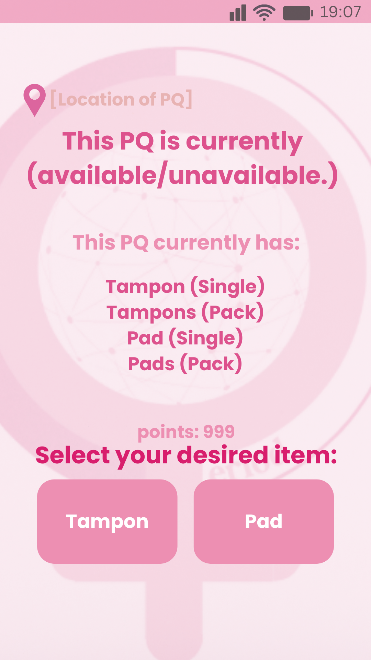 19:07
[Location of PQ]
This PQ is currently
(available/unavailable.)
This PQ currently has:
Tampon (Single)
Tampons (Pack)
Pad (Single)
Pads (Pack)
points: 999
Select your desired item:
Tampon Pad